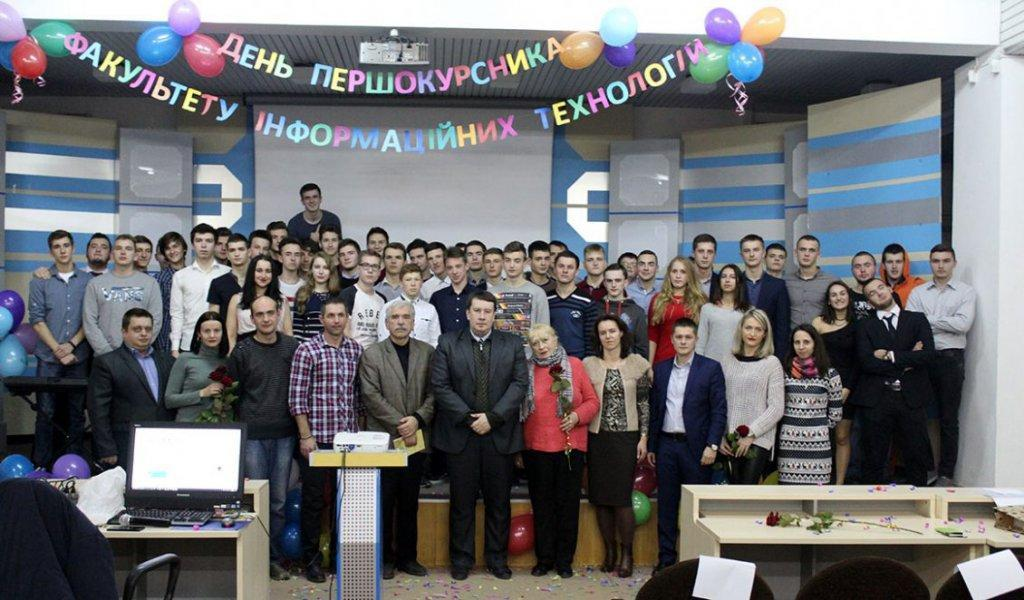 ДЕНЬ ПЕРШОКУРСНИКА
ФАКУЛЬТЕТУ ІНФОРМАЦІЙНИХ ТЕХНОЛОГІЙ